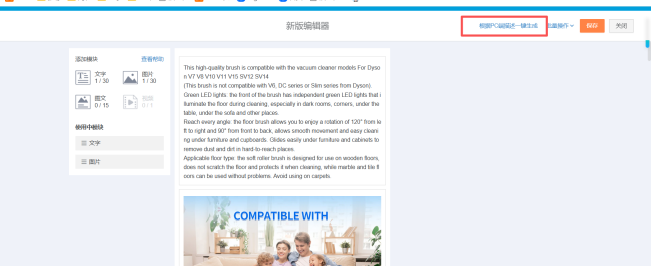 新版编辑器
根据PC端描述一键生成
批量操作
保存
关闭
添加模块
查看帮助
文字
1 / 30
图片
1 / 30
图文
0 / 15
视频
0 / 1
使用中模块
文字
图片
This high-quality brush is compatible with the vacuum cleaner models For Dyso
n V7 V8 V10 V11 V15 SV12 SV14
(This brush is not compatible with V6, DC series or Slim series from Dyson).
Green LED lights: the front of the brush has independent green LED lights that i
lluminate the floor during cleaning, especially in dark rooms, corners, under the
table, under the sofa and other places
Reach every angle: the floor brush allows you to enjoy a rotation of 120° from le
ft to right and 90° from front to back, allows smooth movement and easy cleani
ng under furniture and cupboards. Glides easily under furniture and cabinets to
remove dust and dirt in hard-to-reach places.
Applicable floor type: the soft roller brush is designed for use on wooden floors,
does not scratch the floor and protects it when cleaning, while marble and tile fl
oors can be used without problems. Avoid using on carpets.
COMPATIBLE WITH